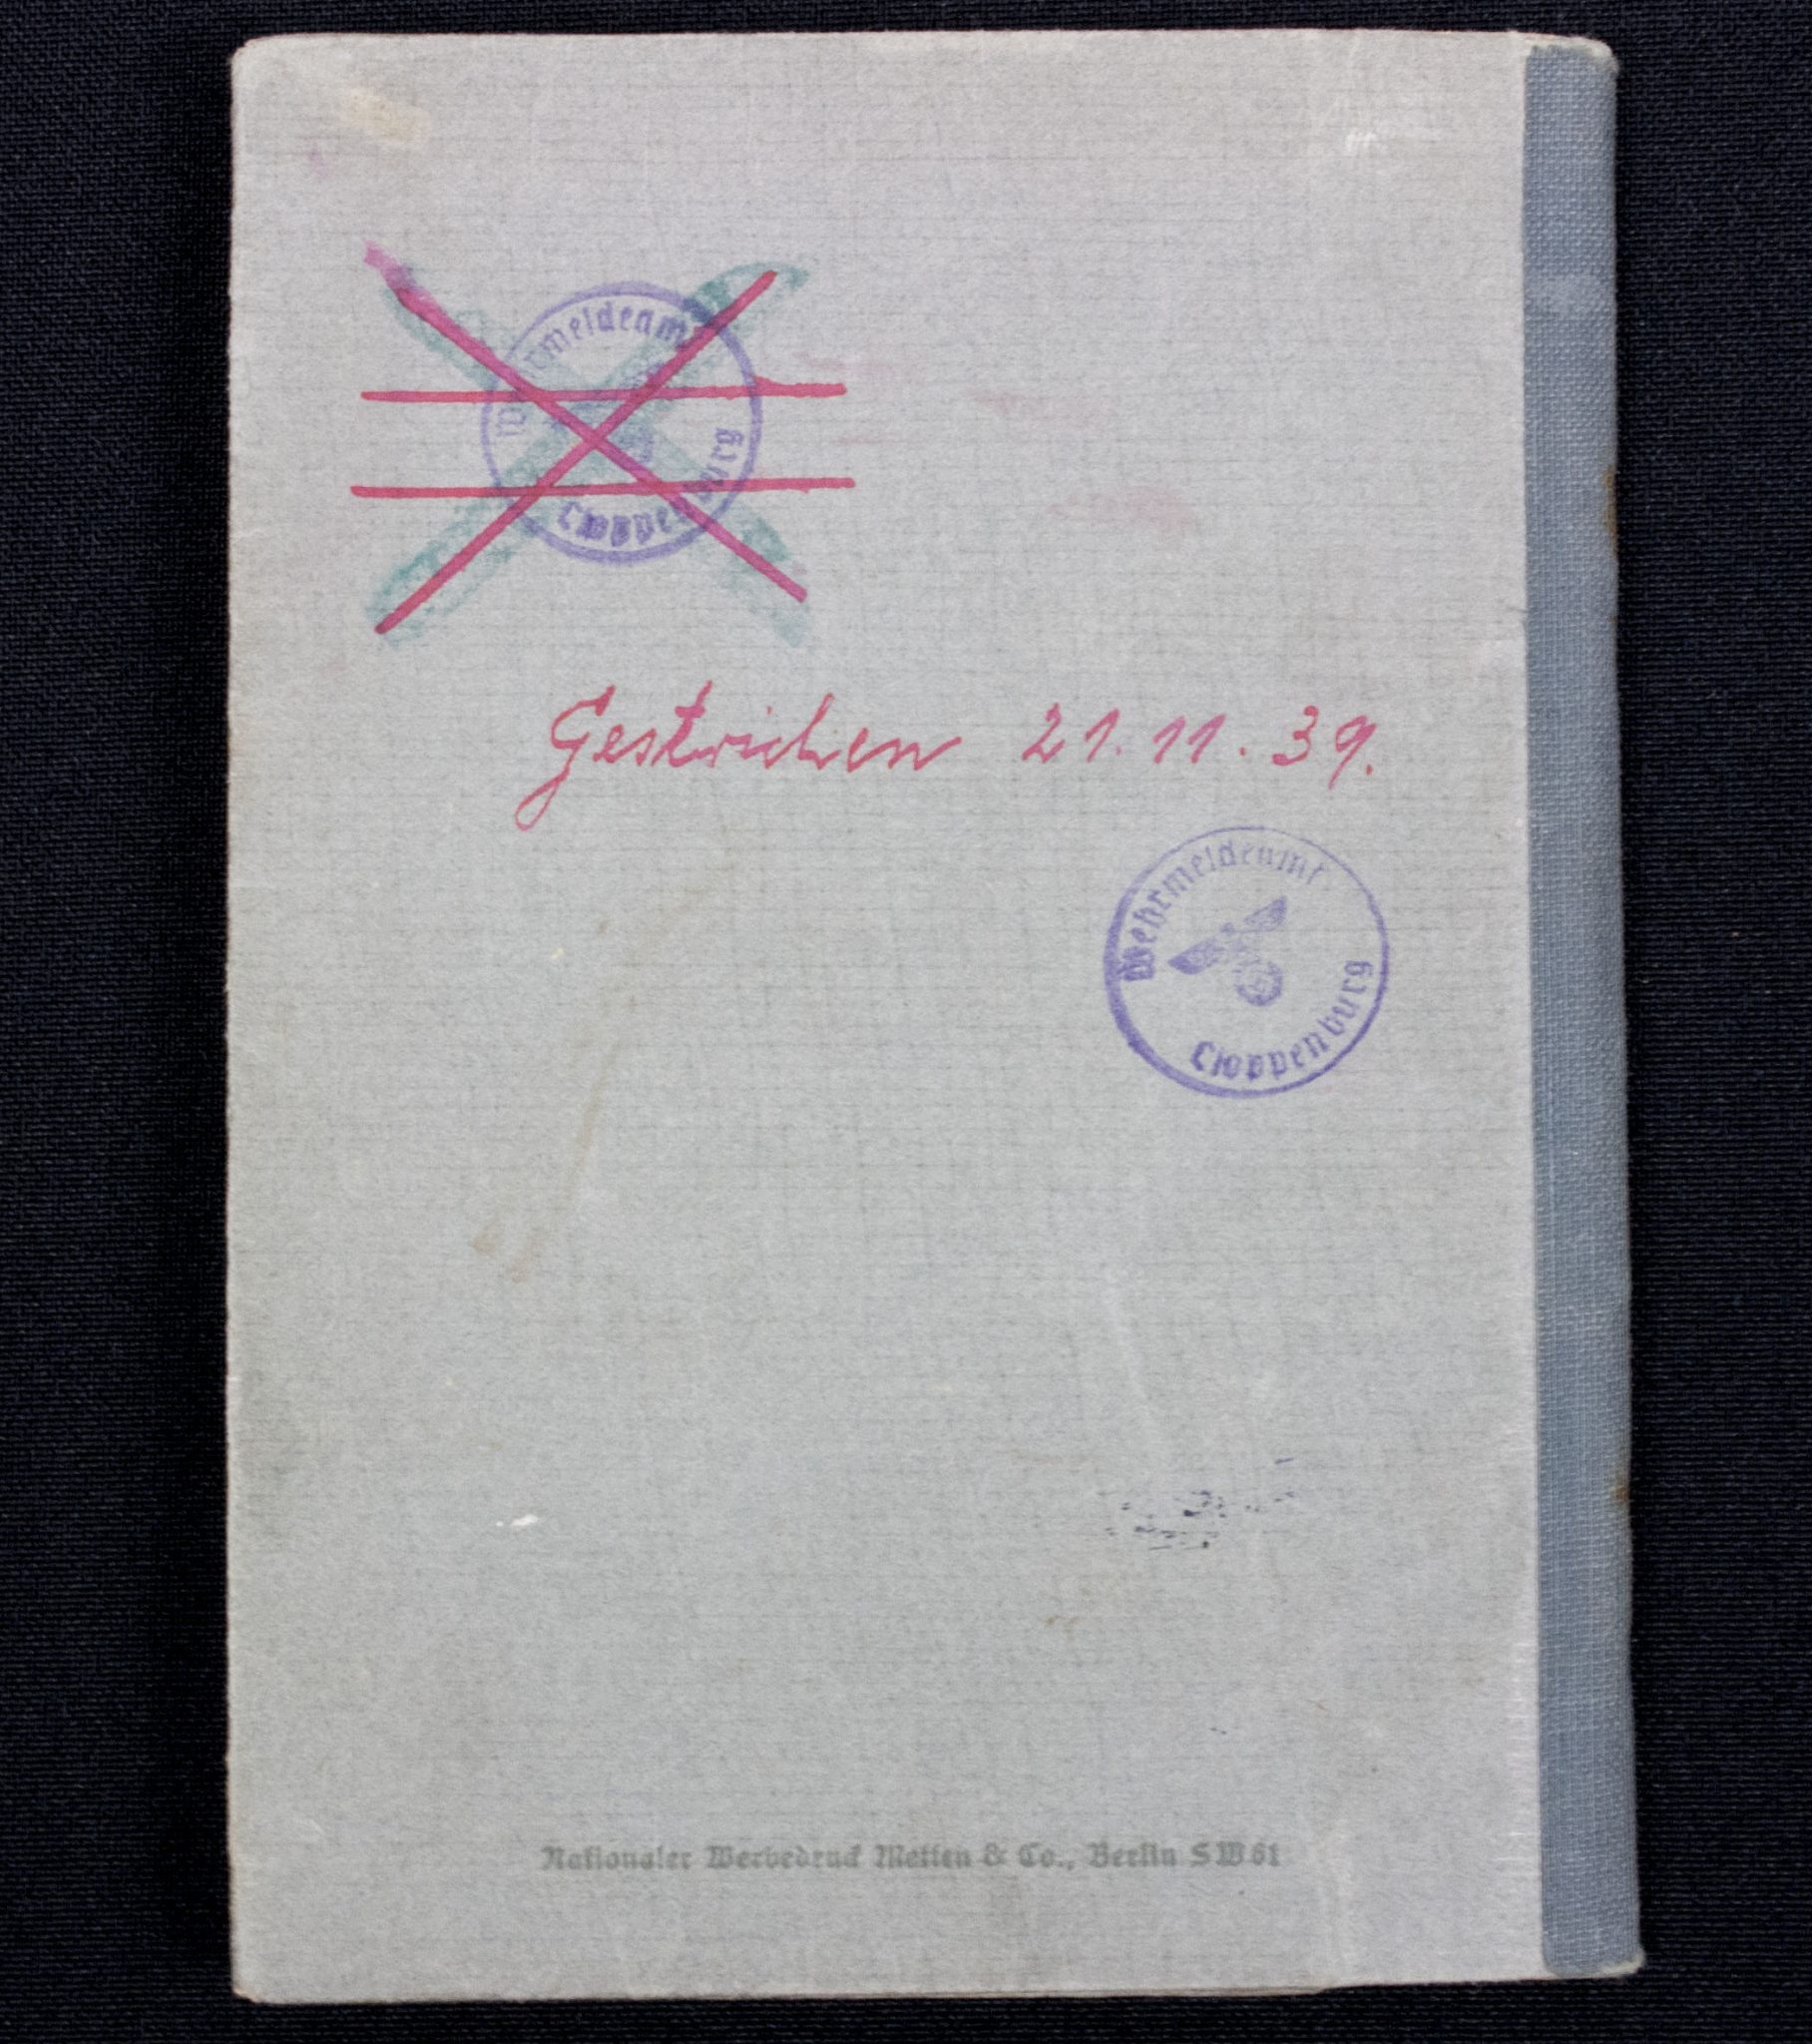 Wehrmeldeamt
Cloppenburg
Gestrichen 21.11.39.
Wehrmeldeamt
Cloppenburg
Nationaler Werbedruck Metten & Co., Berlin SW 61